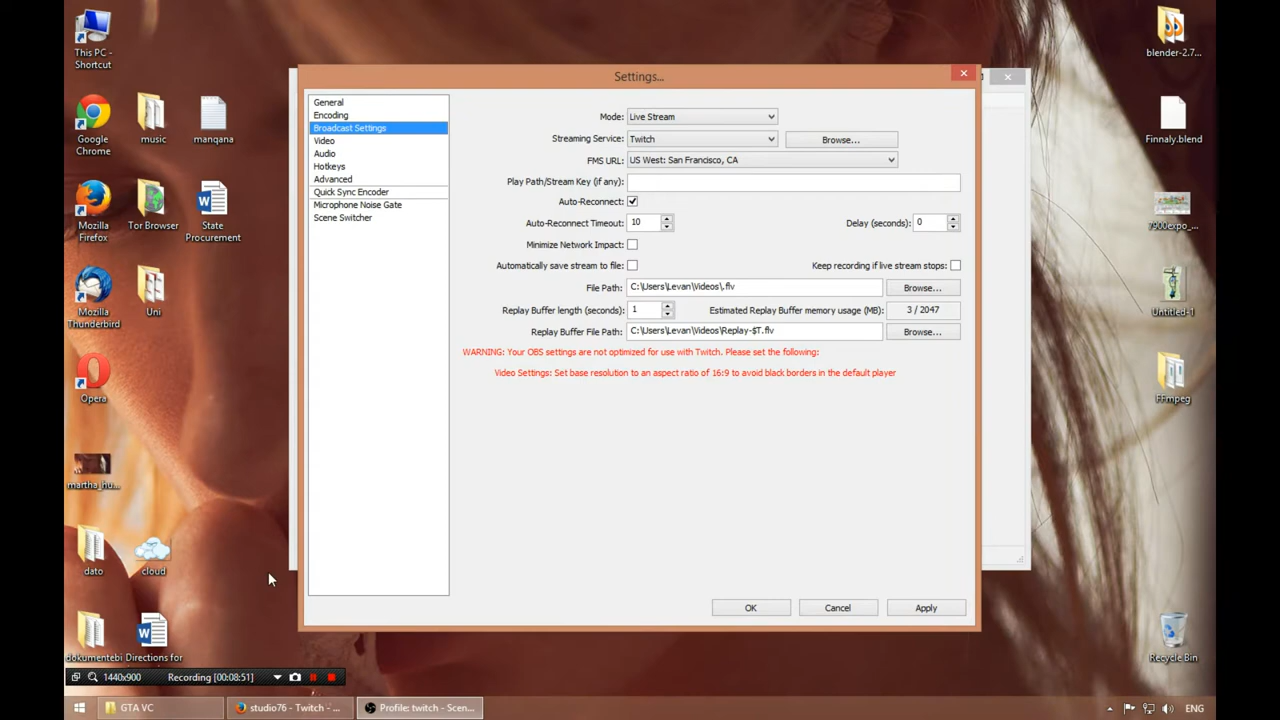 This PC -
Shortcut
Google
Chrome
music
manqana
Mozilla
Firefox
Tor Browser
State
Procurement
Mozilla
Thunderbird
Uni
Opera
martha_hu...
dato
cloud
dokumentebi
Directions for
blender-2.7...
Finnaly.blend
7900expo_...
Untitled-1
FFmpeg
Recycle Bin
Settings...
General
Encoding
Broadcast Settings
Video
Audio
Hotkeys
Advanced
Quick Sync Encoder
Microphone Noise Gate
Scene Switcher
Mode: Live Stream
Streaming Service: Twitch Browse...
FMS URL: US West: San Francisco, CA
Play Path/Stream Key (if any):
Auto-Reconnect:
Auto-Reconnect Timeout: 10 Delay (seconds): 0
Minimize Network Impact:
Automatically save stream to file: Keep recording if live stream stops:
File Path: C:\Users\Levan\Videos\.flv Browse...
Replay Buffer length (seconds): 1 Estimated Replay Buffer memory usage (MB): 3 / 2047
Replay Buffer File Path: C:\Users\Levan\Videos\Replay-$T.flv Browse...
WARNING: Your OBS settings are not optimized for use with Twitch. Please set the following:
Video Settings: Set base resolution to an aspect ratio of 16:9 to avoid black borders in the default player
OK Cancel Apply
1440x900 Recording [00:08:51]
GTA VC
studio76 - Twitch - ...
Profile: twitch - Scen...
ENG